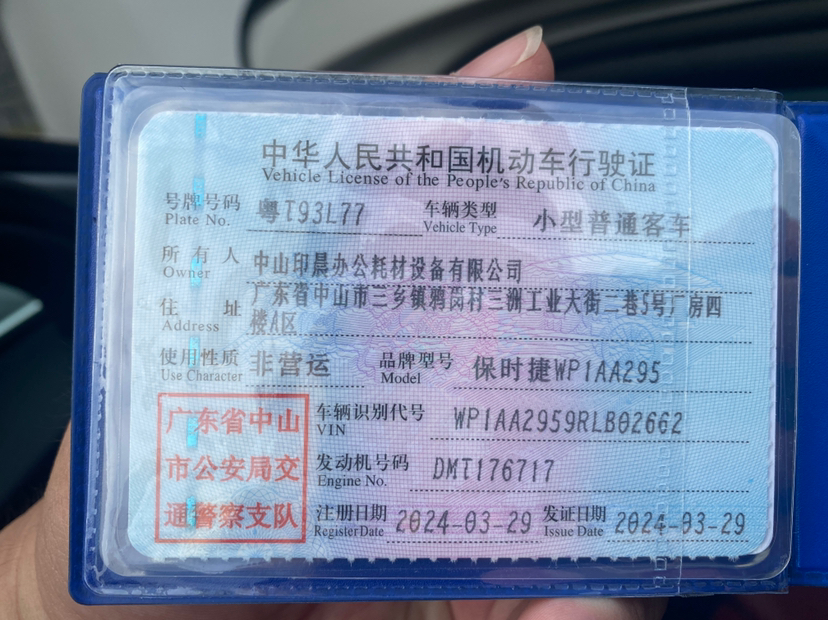 中华人民共和国机动车行驶证
Vehicle License of the People's Republic of China
号牌号码 粤T93L77 车辆类型 小型普通客车
Plate No. Vehicle Type
所有人 中山印晨办公耗材设备有限公司
Owner
住址 广东省中山市三乡镇鸦岗村三洲工业大街二巷5号厂房四
Address 楼A区
使用性质 非营运 品牌型号 保时捷WP1AA295
Use Character Model
广东省中山 车辆识别代号 WP1AA2959RLB02662
VIN
市公安局交 发动机号码 DMT176717
Engine No.
通警察支队 注册日期 2024-03-29 发证日期 2024-03-29
Register Date Issue Date